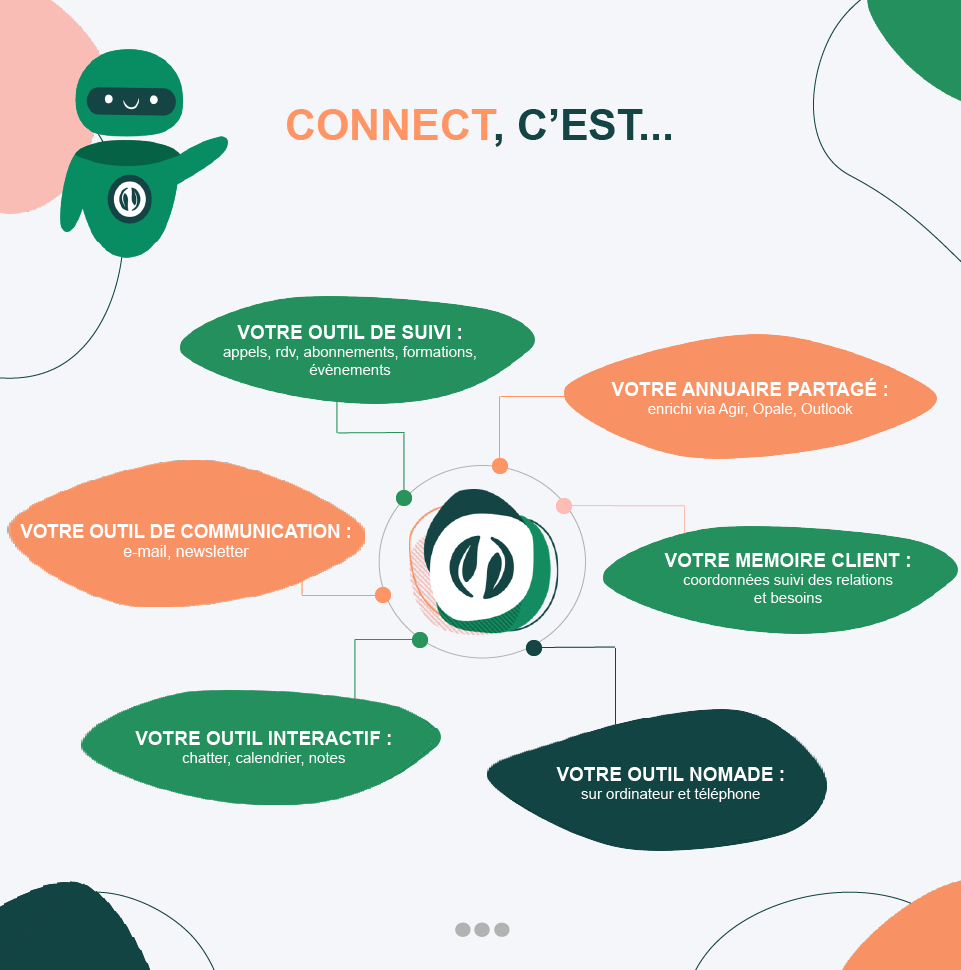 CONNECT, C’EST...
VOTRE OUTIL DE SUIVI :
appels, rdv, abonnements, formations,
évènements
VOTRE ANNUAIRE PARTAGÉ :
enrichi via Agir, Opale, Outlook
VOTRE OUTIL DE COMMUNICATION :
e-mail, newsletter
VOTRE MEMOIRE CLIENT :
coordonnées suivi des relations
et besoins
VOTRE OUTIL INTERACTIF :
chatter, calendrier, notes
VOTRE OUTIL NOMADE :
sur ordinateur et téléphone